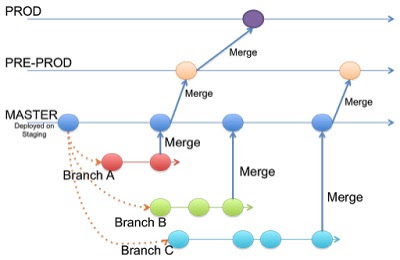 PROD
Merge
PRE-PROD
Merge
Merge
MASTER
Deployed on
Staging
Merge
Branch A
Merge
Merge
Branch B
Branch C